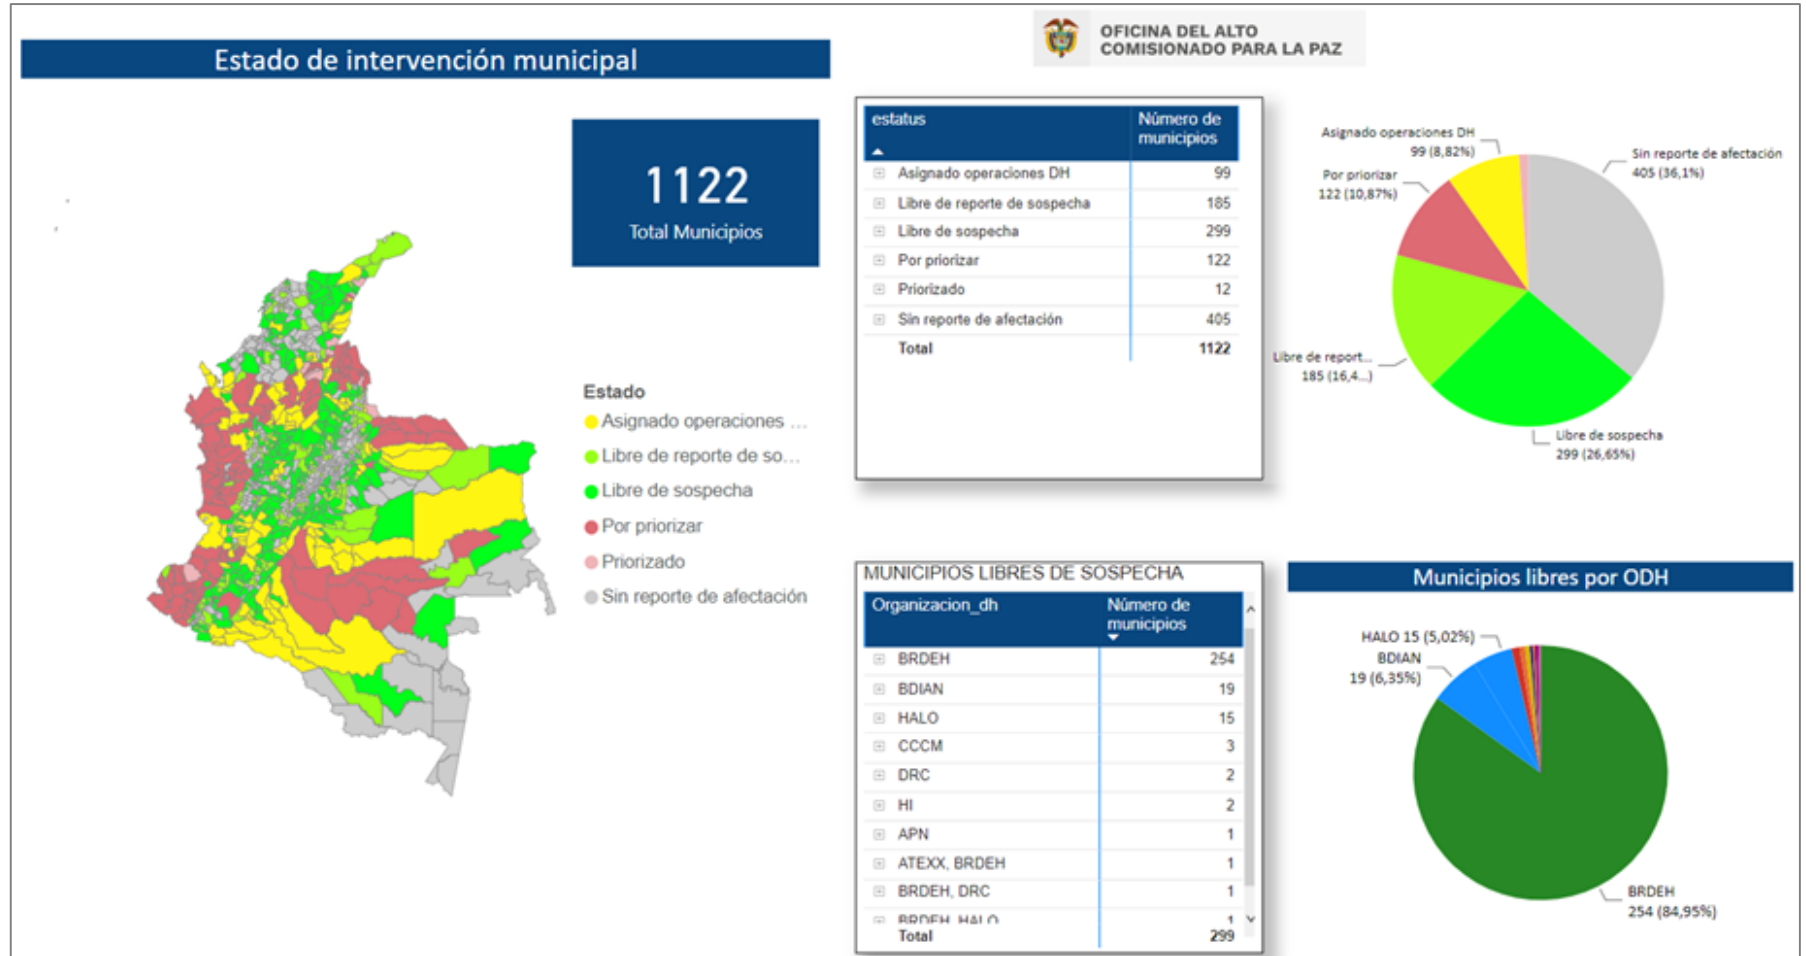 Estado de intervención municipal
OFICINA DEL ALTO
COMISIONADO PARA LA PAZ
1122
Total Municipios
Estado
Asignado operaciones ...
Libre de reporte de so...
Libre de sospecha
Por priorizar
Priorizado
Sin reporte de afectación
estatus Número de
municipios
Asignado operaciones DH 99
Libre de reporte de sospecha 185
Libre de sospecha 299
Por priorizar 122
Priorizado 12
Sin reporte de afectación 405
Total 1122
Asignado operaciones DH
99 (8,82%)
Por priorizar
122 (10,87%)
Sin reporte de afectación
405 (36,1%)
Libre de report...
185 (16,4...)
Libre de sospecha
299 (26,65%)
MUNICIPIOS LIBRES DE SOSPECHA
Organizacion_dh Número de
municipios
BRDEH 254
BDIAN 19
HALO 15
CCCM 3
DRC 2
HI 2
APN 1
ATEXX, BRDEH 1
BRDEH, DRC 1
BRDEH, HALO 1
Total 299
Municipios libres por ODH
HALO 15 (5,02%)
BDIAN
19 (6,35%)
BRDEH
254 (84,95%)